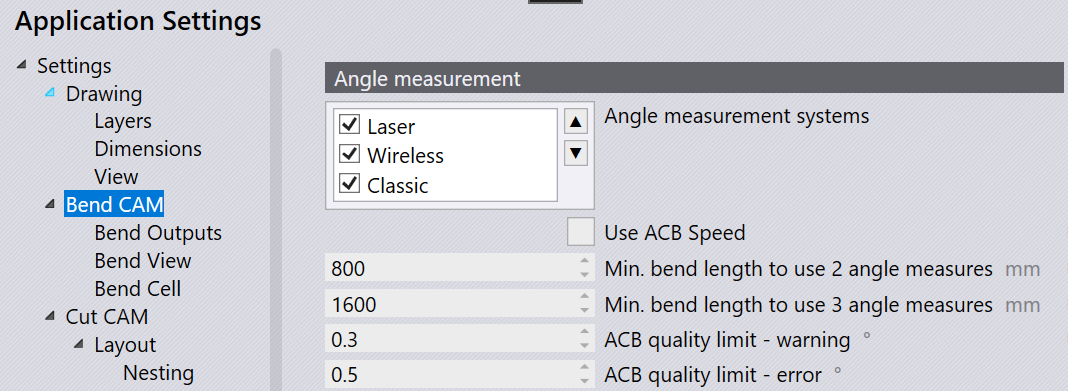 Application Settings
Settings
Drawing
Layers
Dimensions
View
Bend CAM
Bend Outputs
Bend View
Bend Cell
Cut CAM
Layout
Nesting
Angle measurement
Laser
Wireless
Classic
Angle measurement systems
Use ACB Speed
800 Min. bend length to use 2 angle measures mm
1600 Min. bend length to use 3 angle measures mm
0.3 ACB quality limit - warning °
0.5 ACB quality limit - error °